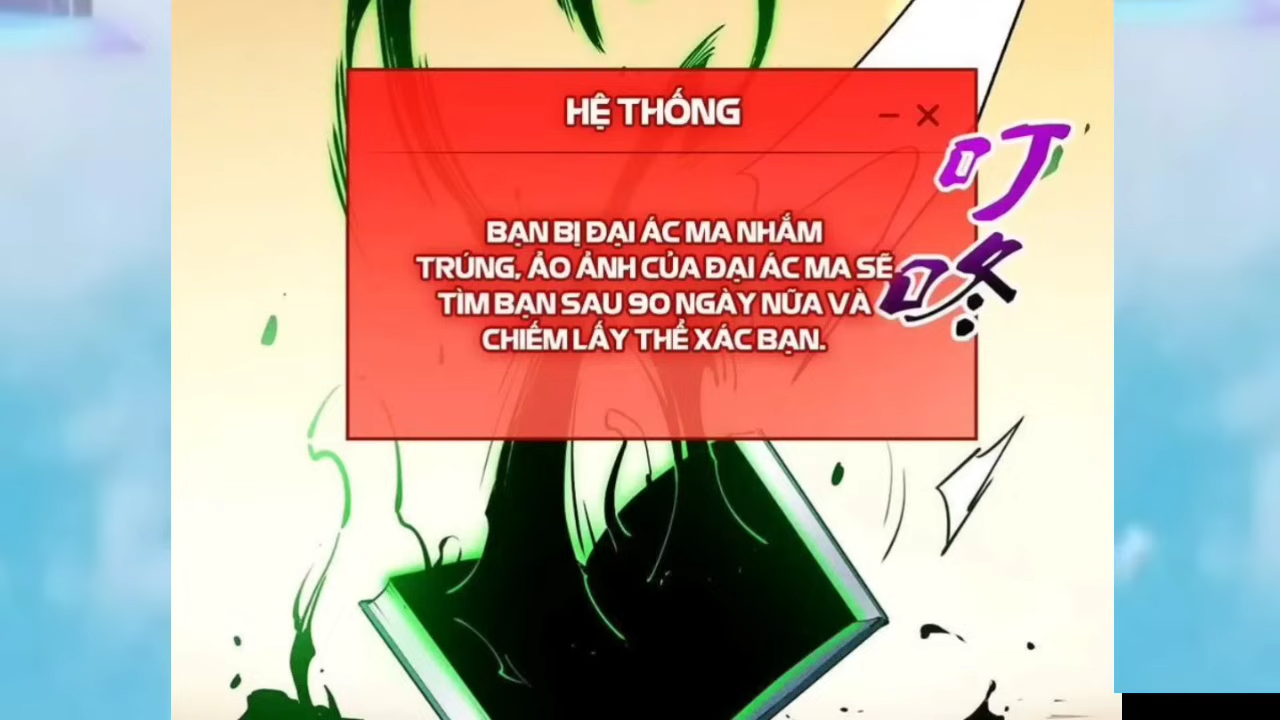 HỆ THỐNG
BẠN BỊ ĐẠI ÁC MA NHẮM
TRÚNG, ẢO ẢNH CỦA ĐẠI ÁC MA SẼ
TÌM BẠN SAU 90 NGÀY NỮA VÀ
CHIẾM LẤY THỂ XÁC BẠN.
叮
咚